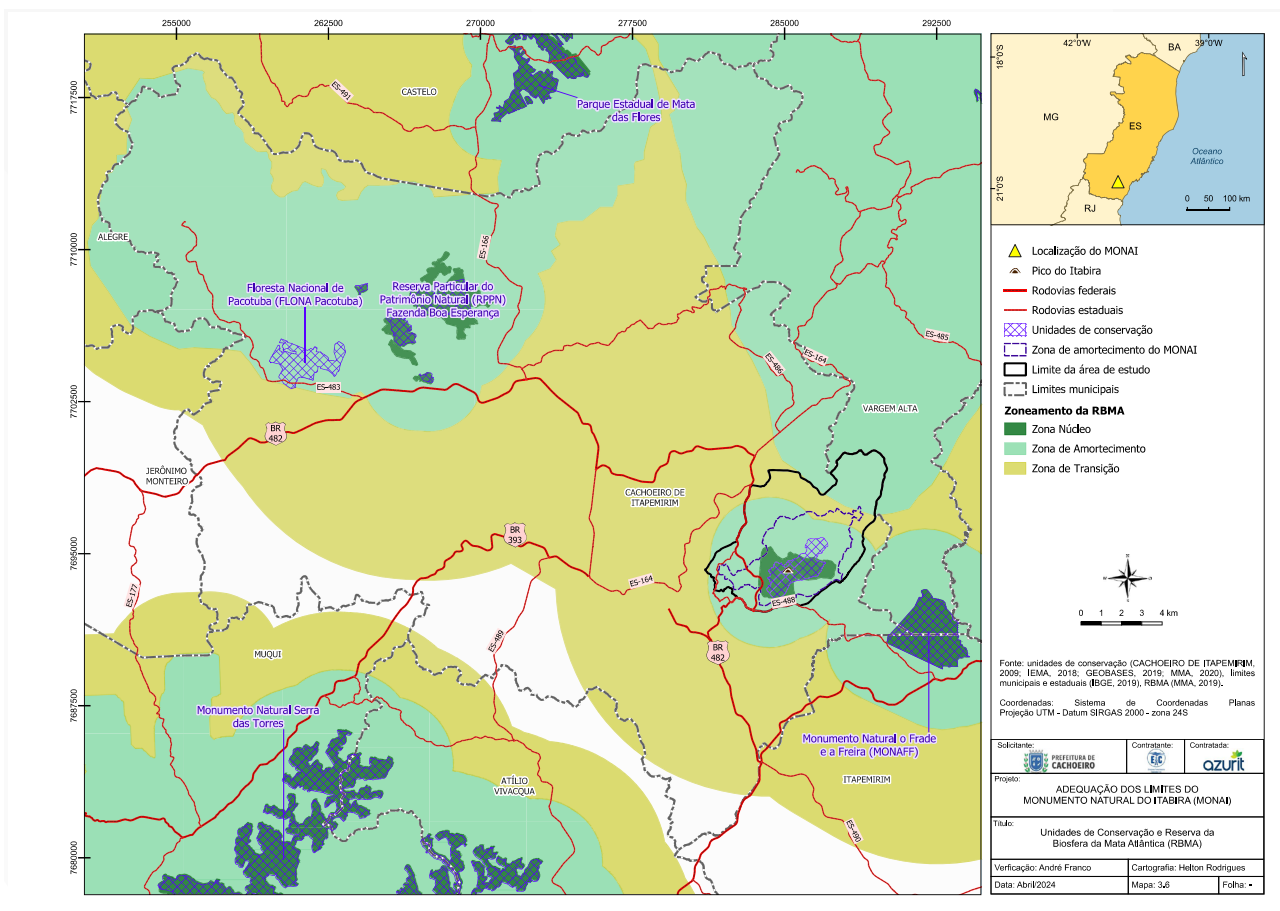 255000
262500
270000
277500
285000
292500
7717500
7710000
7702500
7695000
7687500
7680000
ES-491
CASTELO
Parque Estadual de Mata
das Flores
ALEGRE
ES-166
Floresta Nacional de
Pacotuba (FLONA Pacotuba)
Reserva Particular do
Patrimônio Natural (RPPN)
Fazenda Boa Esperança
ES-483
ES-486
ES-164
ES-485
VARGEM ALTA
BR
482
JERÔNIMO
MONTEIRO
CACHOEIRO DE
ITAPEMIRIM
BR
393
ES-164
ES-488
ES-177
ES-489
MUQUI
BR
482
Monumento Natural Serra
das Torres
Monumento Natural o Frade
e a Freira (MONAFF)
ATÍLIO
VIVACQUA
ITAPEMIRIM
ES-490
42°0'S
39°0'S
18°0'S
21°0'S
BA
MG
ES
RJ
Oceano
Atlântico
0 50 100 km
Localização do MONAI
Pico do Itabira
Rodovias federais
Rodovias estaduais
Unidades de conservação
Zona de amortecimento do MONAI
Limite da área de estudo
Limites municipais
Zoneamento da RBMA
Zona Núcleo
Zona de Amortecimento
Zona de Transição
N
W
E
S
0 1 2 3 4 km
Fonte: unidades de conservação (CACHOEIRO DE ITAPEMIRIM,
2009; IEMA, 2018; GEOBASES, 2019; MMA, 2020), limites
municipais e estaduais (IBGE, 2019), RBMA (MMA, 2019).
Coordenadas: Sistema de Coordenadas Planas
Projeção UTM - Datum SIRGAS 2000 - zona 24S
Solicitante:
PREFEITURA DE
CACHOEIRO
Contratante:
Contratada:
azurit
Projeto:
ADEQUAÇÃO DOS LIMITES DO
MONUMENTO NATURAL DO ITABIRA (MONAI)
Título:
Unidades de Conservação e Reserva da
Biosfera da Mata Atlântica (RBMA)
Verficação: André Franco
Cartografia: Helton Rodrigues
Data: Abril/2024
Mapa: 3.6
Folha: -